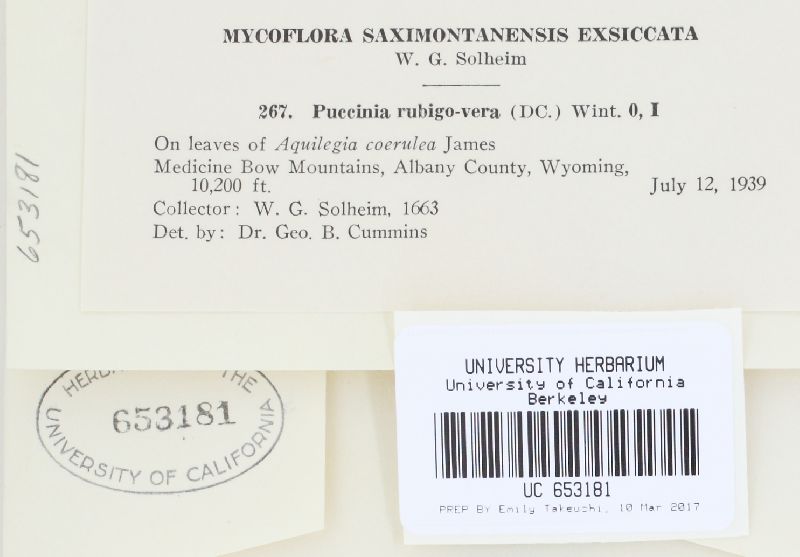 MYCOFLORA SAXIMONTANENSIS EXSICCATA
W. G. Solheim
267. Puccinia rubigo-vera (DC.) Wint. 0, I
On leaves of Aquilegia coerulea James
Medicine Bow Mountains, Albany County, Wyoming,
10,200 ft.
July 12, 1939
Collector: W. G. Solheim, 1663
Det. by: Dr. Geo. B. Cummins
653181
THE
653181
UNIVERSITY OF CALIFORNIA
UNIVERSITY HERBARIUM
University of California
Berkeley
UC 653181
PREP BY Emily Takeuchi, 10 Mar 2017